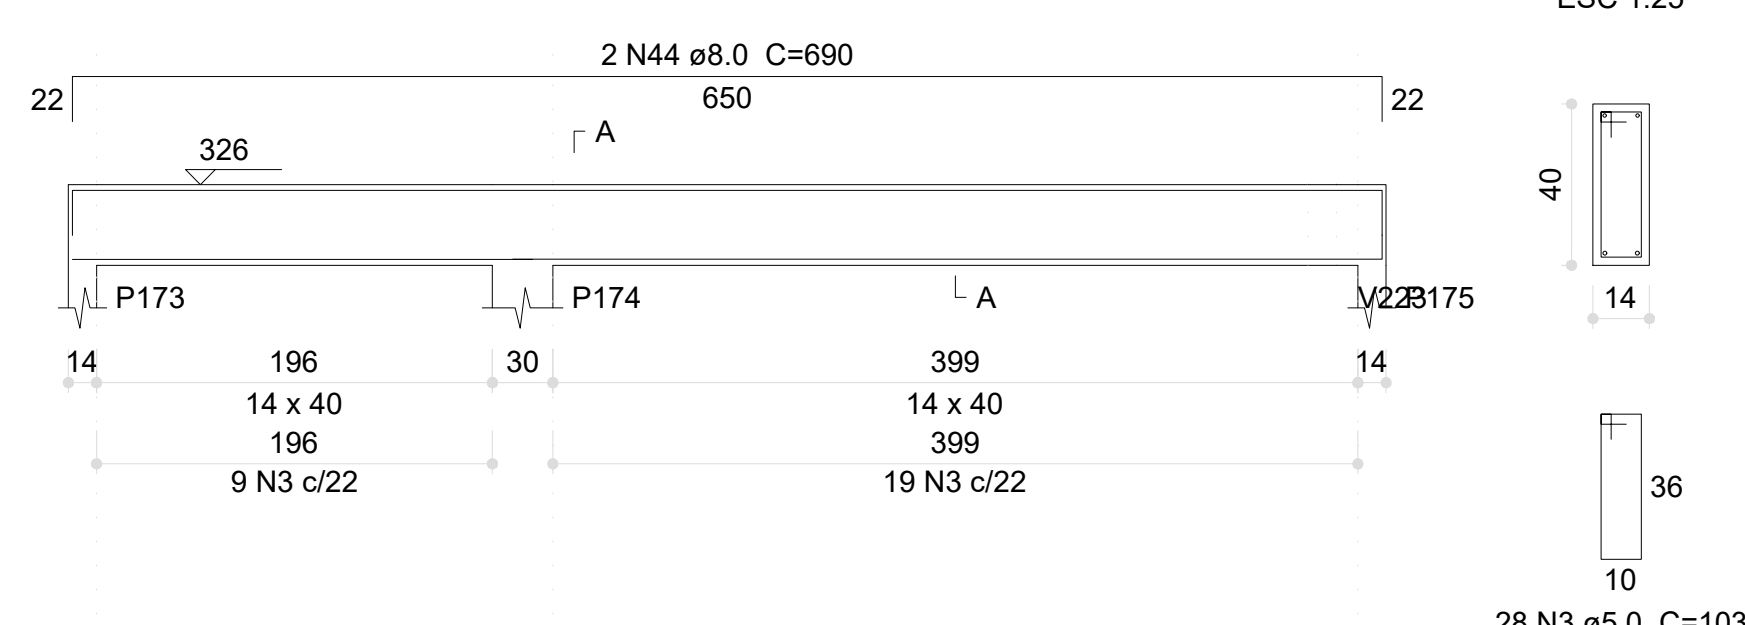 ESC 1:25
2 N44 ø8.0 C=690
22
650
22
A
326
40
P173
P174
A
V223
P175
14
14
196
30
399
14
14 x 40
14 x 40
196
399
9 N3 c/22
19 N3 c/22
36
10
28 N3 ø5.0 C=103